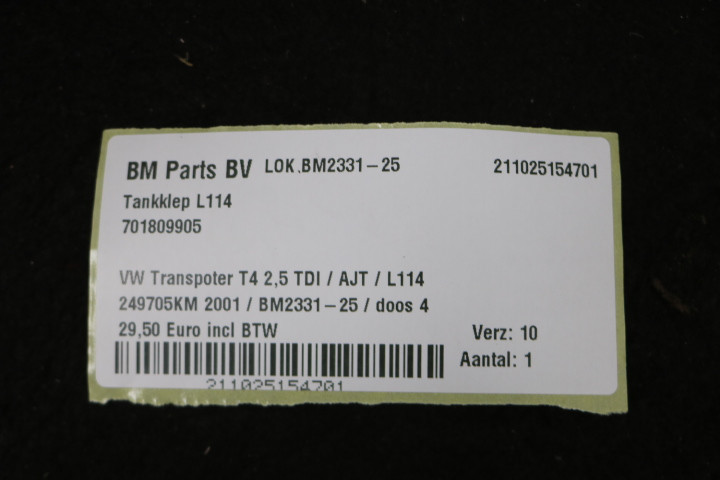 BM Parts BV LOK.BM2331-25 211025154701
Tankklep L114
701809905
VW Transpoter T4 2,5 TDI / AJT / L114
249705KM 2001 / BM2331-25 / doos 4
29,50 Euro incl BTW Verz: 10
Aantal: 1
211025154701